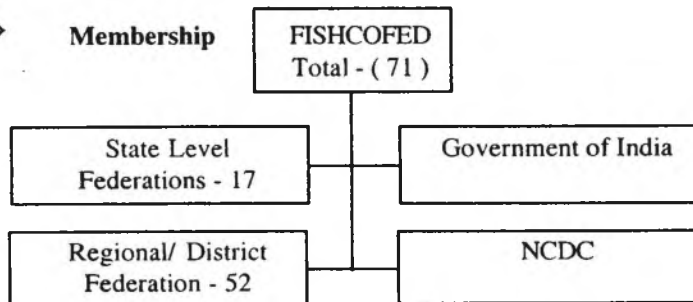 Membership
FISHCOFED
Total - ( 71 )
State Level
Federations - 17
Government of India
Regional/ District
Federation - 52
NCDC